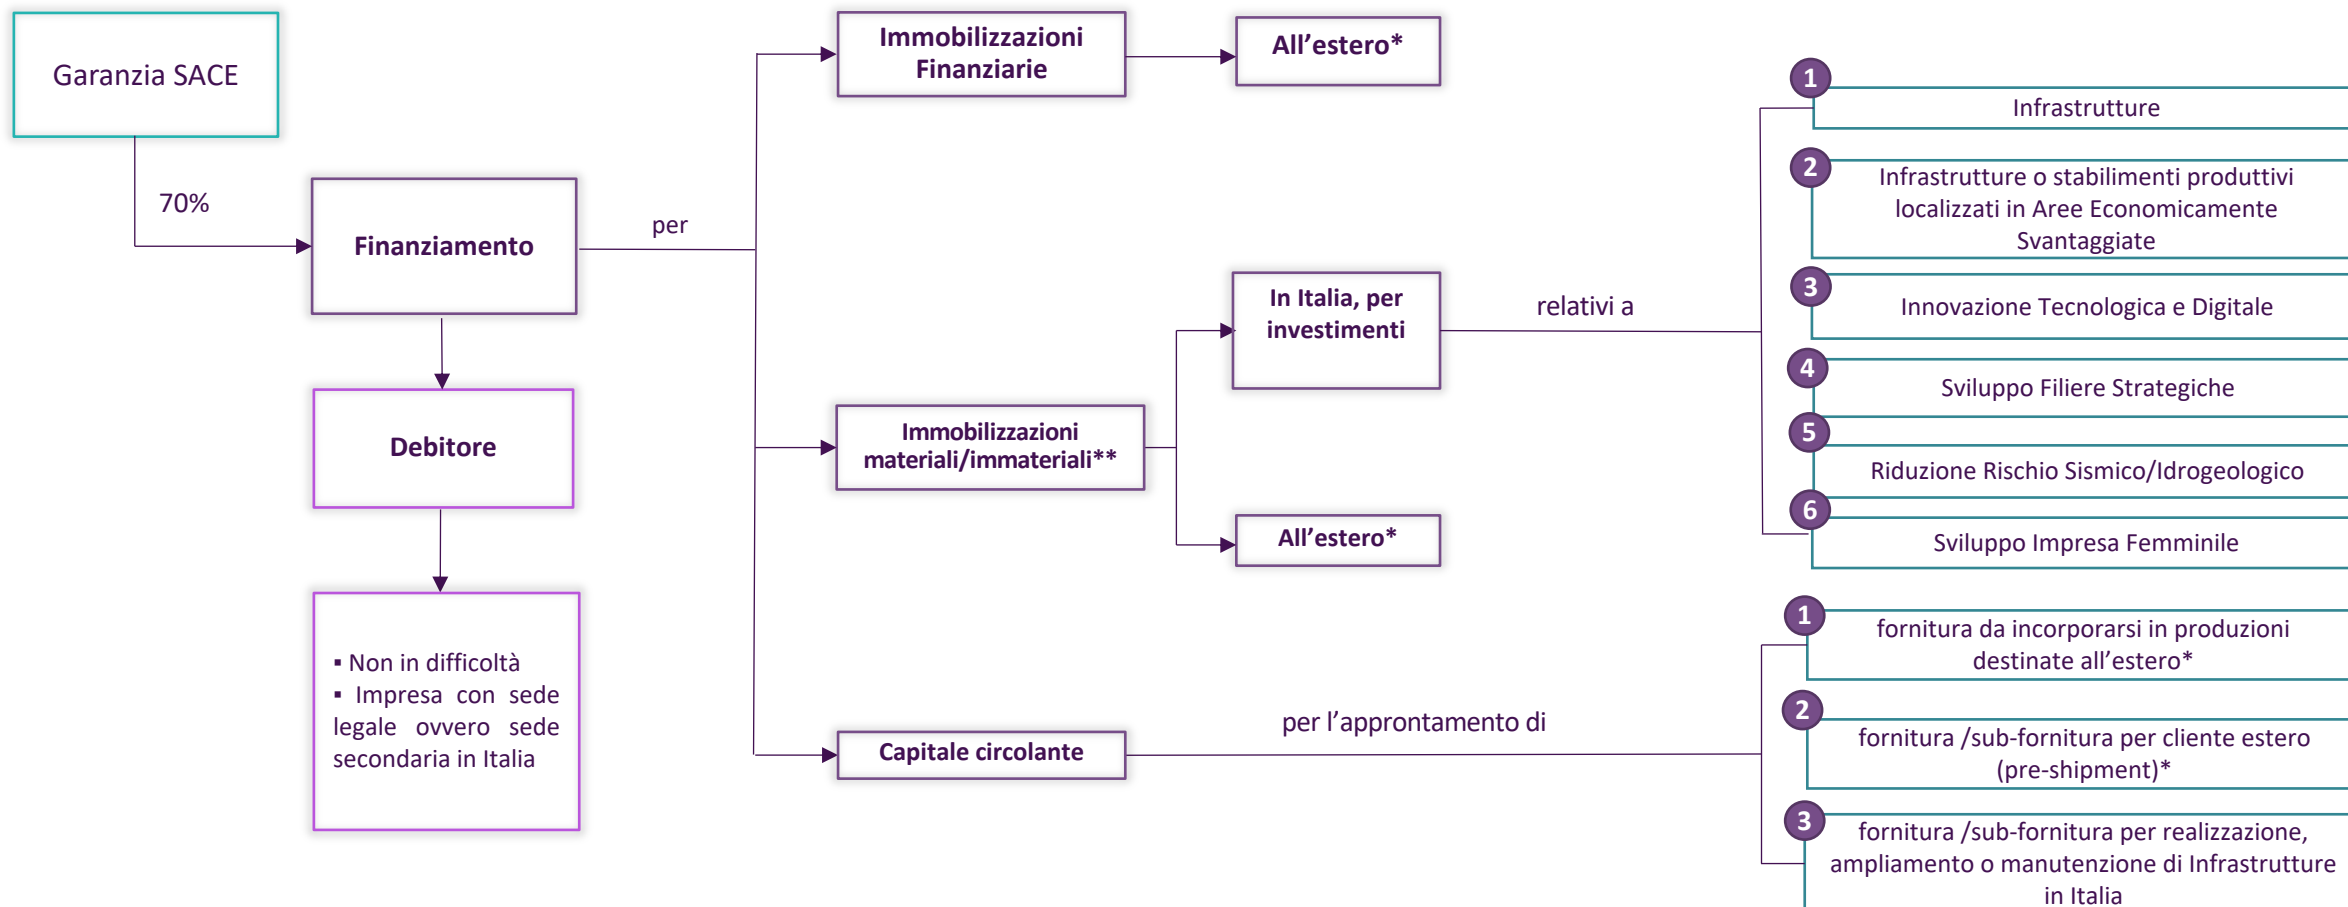 Garanzia SACE
70%
Finanziamento
Debitore
▪ Non in difficoltà
▪ Impresa con sede
legale ovvero sede
secondaria in Italia
per
Immobilizzazioni
Finanziarie
All'estero*
Immobilizzazioni
materiali/immateriali**
In Italia, per
investimenti
All'estero*
relativi a
1
Infrastrutture
2
Infrastrutture o stabilimenti produttivi
localizzati in Aree Economicamente
Svantaggiate
3
Innovazione Tecnologica e Digitale
4
Sviluppo Filiere Strategiche
5
Riduzione Rischio Sismico/Idrogeologico
6
Sviluppo Impresa Femminile
Capitale circolante
per l'approntamento di
1
fornitura da incorporarsi in produzioni
destinate all'estero*
2
fornitura /sub-fornitura per cliente estero
(pre-shipment)*
3
fornitura /sub-fornitura per realizzazione,
ampliamento o manutenzione di Infrastrutture
in Italia